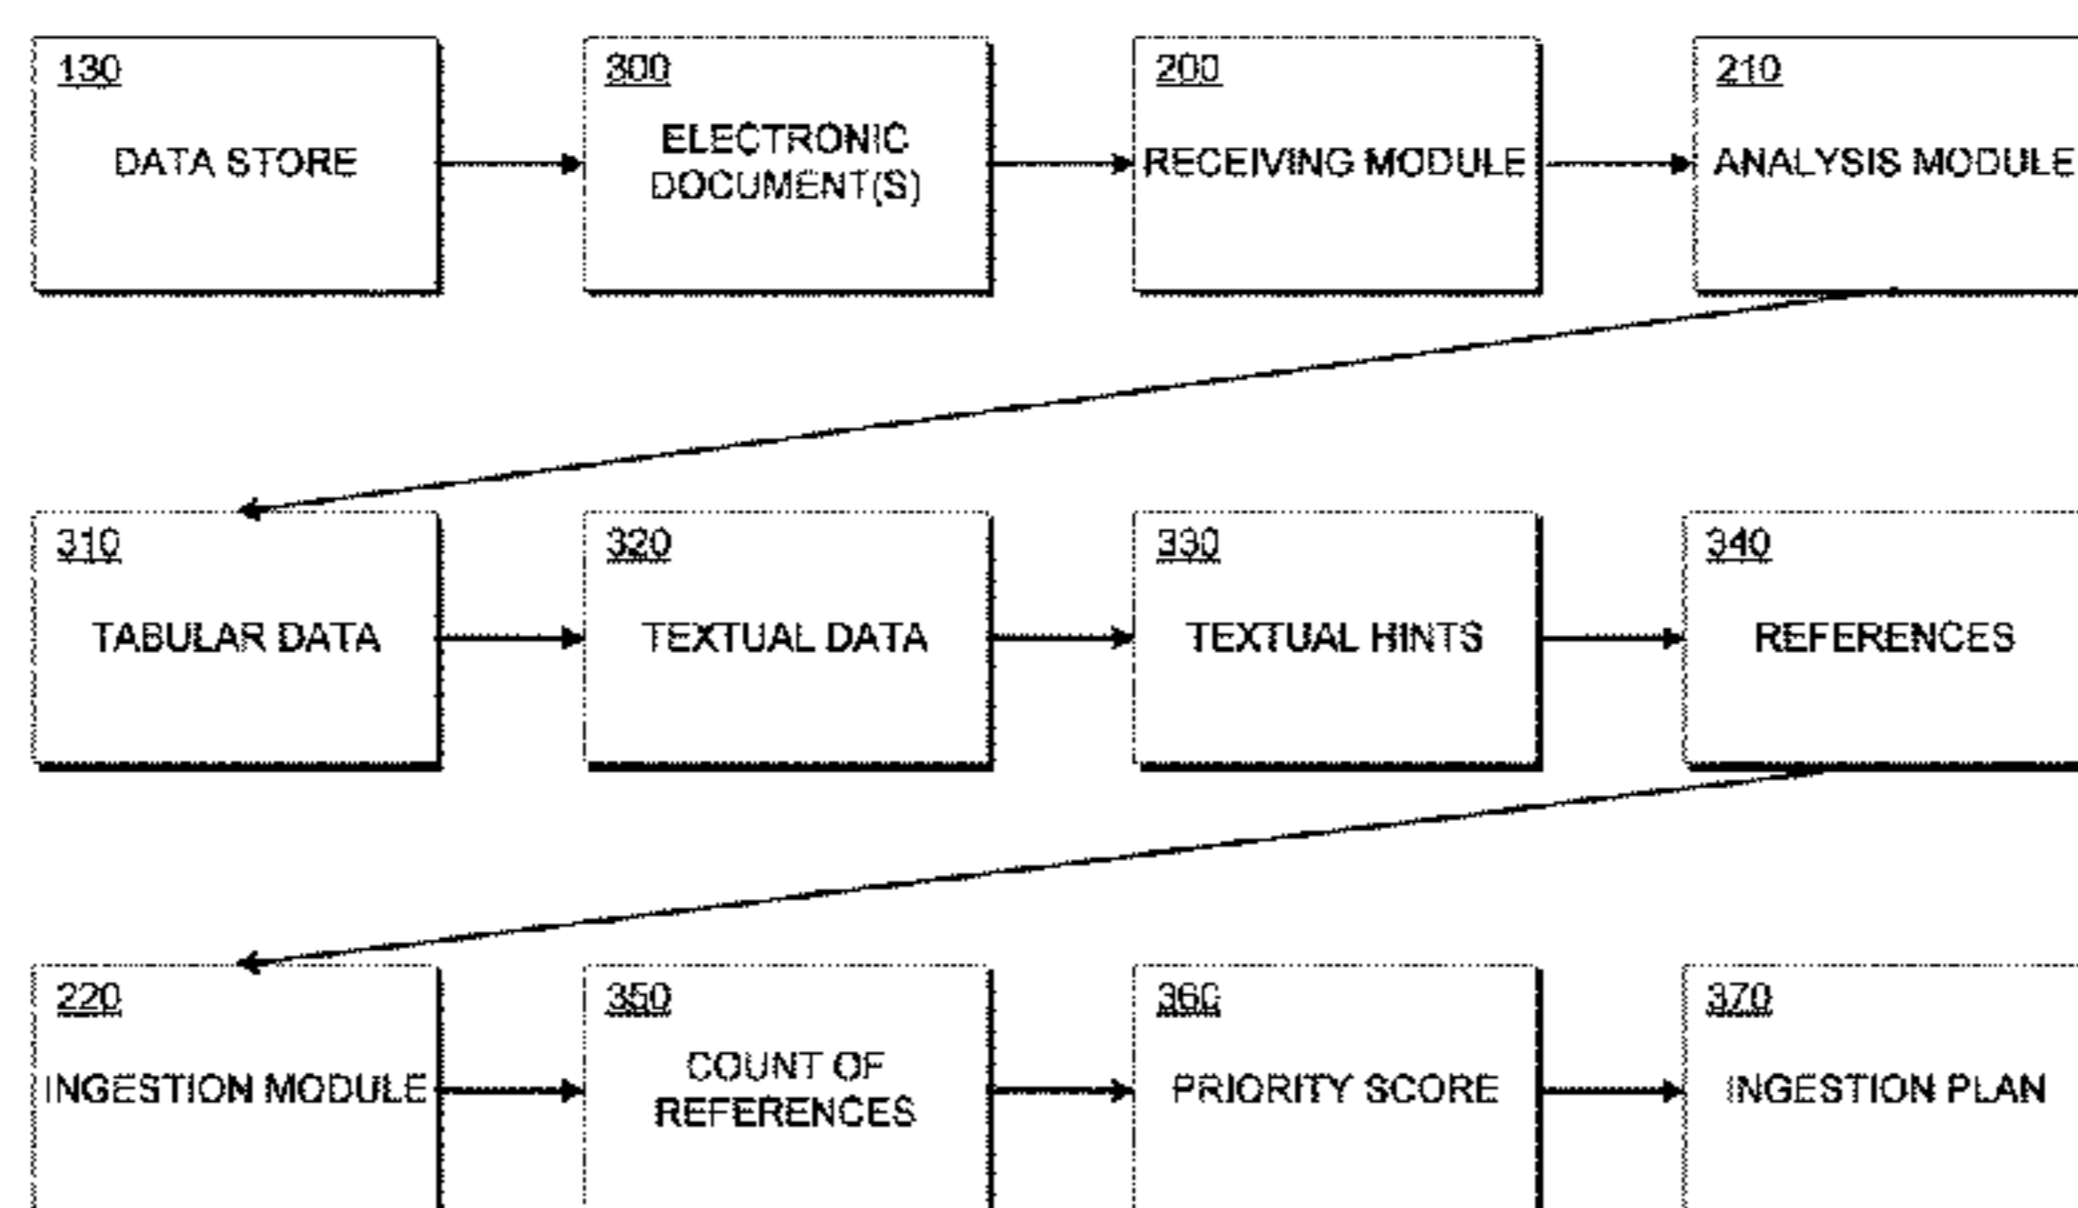 130
DATA STORE
300
ELECTRONIC
DOCUMENT(S)
200
RECEIVING MODULE
210
ANALYSIS MODULE
310
TABULAR DATA
320
TEXTUAL DATA
330
TEXTUAL HINTS
340
REFERENCES
220
INGESTION MODULE
350
COUNT OF
REFERENCES
360
PRIORITY SCORE
370
INGESTION PLAN